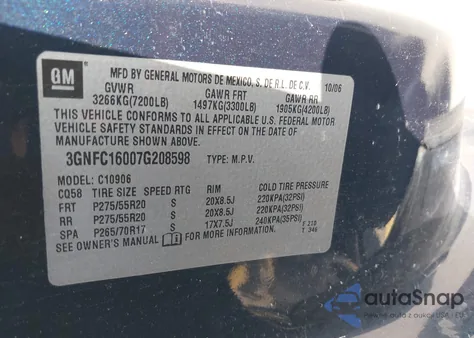 GM
MFD BY GENERAL MOTORS DE MEXICO, S. DE R.L. DE C.V. 10/06
GVWR GAWR FRT GAWR RR
3266KG(7200LB) 1497KG(3300LB) 1905KG(4200LB)
THIS VEHICLE CONFORMS TO ALL APPLICABLE U.S. FEDERAL MOTOR
VEHICLE SAFETY STANDARDS IN EFFECT ON THE DATE OF
MANUFACTURE SHOWN ABOVE.
3GNFC16007G208598 TYPE: M.P.V.
MODEL: C10906
CQ58 TIRE SIZE SPEED RTG RIM COLD TIRE PRESSURE
FRT P275/55R20 S 20X8.5J 220KPA(32PSI)
RR P275/55R20 S 20X8.5J 220KPA(32PSI)
SPA P265/70R17 S 17X7.5J 240KPA(35PSI)
SEE OWNER'S MANUAL
autoSnap